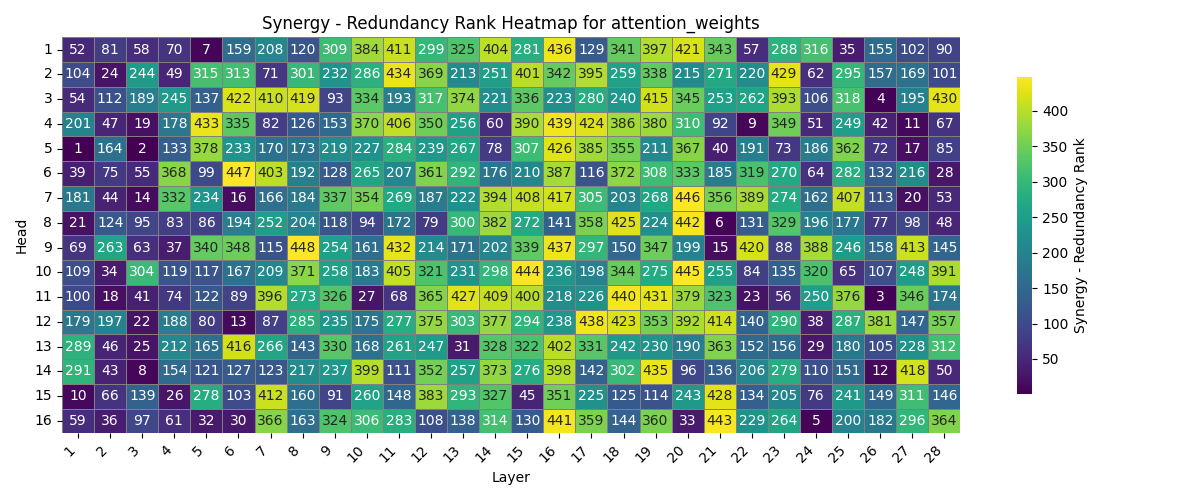 Synergy - Redundancy Rank Heatmap for attention_weights
1 52 81 58 70 7 159 208 120 309 384 411 299 325 404 281 436 129 341 397 421 343 57 288 316 35 155 102 90
2 104 24 244 49 315 313 71 301 232 286 434 369 213 251 401 342 395 259 338 215 271 220 429 62 295 157 169 101
3 54 112 189 245 137 422 410 419 93 334 193 317 374 221 336 223 280 240 415 345 253 262 393 106 318 4 195 430
4 201 47 19 178 433 335 82 126 153 370 406 350 256 60 390 439 424 386 380 310 92 9 349 51 249 42 11 67
5 1 164 2 133 378 233 170 173 219 227 284 239 267 78 307 426 385 355 211 367 40 191 73 186 362 72 17 85
6 39 75 55 368 99 447 403 192 128 265 207 361 292 176 210 387 116 372 308 333 185 319 270 64 282 132 216 28
7 181 44 14 332 234 16 166 184 337 354 269 187 222 394 408 417 305 203 268 446 356 389 274 162 407 113 20 53
8 21 124 95 83 86 194 252 204 118 94 172 79 300 382 272 141 358 425 224 442 6 131 329 196 177 77 98 48
9 69 263 63 37 340 348 115 448 254 161 432 214 171 202 339 437 297 150 347 199 15 420 88 388 246 158 413 145
10 109 34 304 119 117 167 209 371 258 183 405 321 231 298 444 236 198 344 275 445 255 84 135 320 65 107 248 391
11 100 18 41 74 122 89 396 273 326 27 68 365 427 409 400 218 226 440 431 379 323 23 56 250 376 3 346 174
12 179 197 22 188 80 13 87 285 235 175 277 375 303 377 294 238 438 423 353 392 414 140 290 38 287 381 147 357
13 289 46 25 212 165 416 266 143 330 168 261 247 31 328 322 402 331 242 230 190 363 152 156 29 180 105 228 312
14 291 43 8 154 121 127 123 217 237 399 111 352 257 373 276 398 142 302 435 96 136 206 279 110 151 12 418 50
15 10 66 139 26 278 103 412 160 91 260 148 383 293 327 45 351 225 125 114 243 428 134 205 76 241 149 311 146
16 59 36 97 61 32 30 366 163 324 306 283 108 138 314 130 441 359 144 360 33 443 229 264 5 200 182 296 364
1 2 3 4 5 6 7 8 9 10 11 12 13 14 15 16 17 18 19 20 21 22 23 24 25 26 27 28
Layer
Head
400
350
300
250
200
150
100
50
Synergy - Redundancy Rank